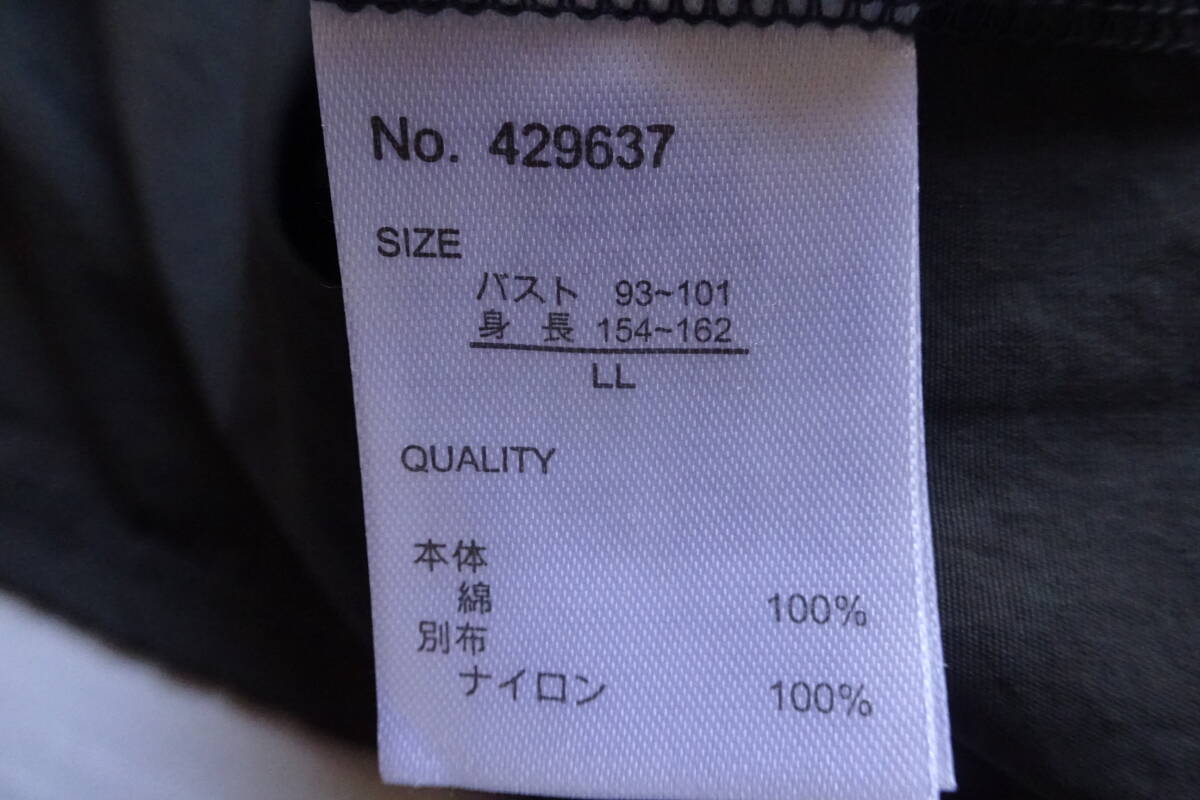 No. 429637
SIZE
バスト 93~101
身 長 154~162
LL
QUALITY
本体
綿 100%
別布
ナイロン 100%